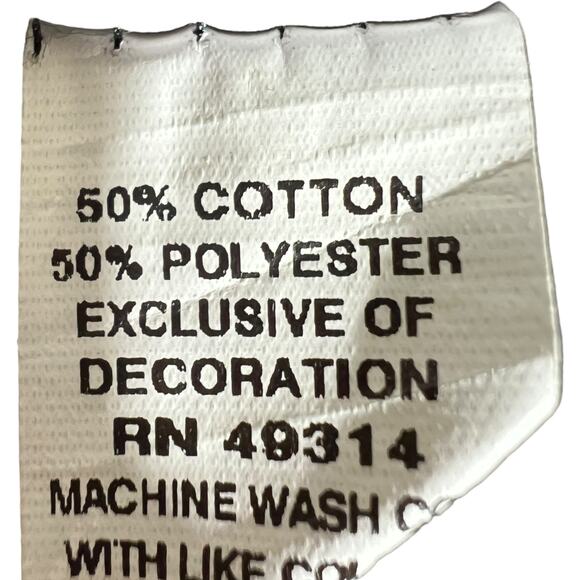 50% COTTON
50% POLYESTER
EXCLUSIVE OF
DECORATION
RN 49314
MACHINE WASH
WITH LIKE